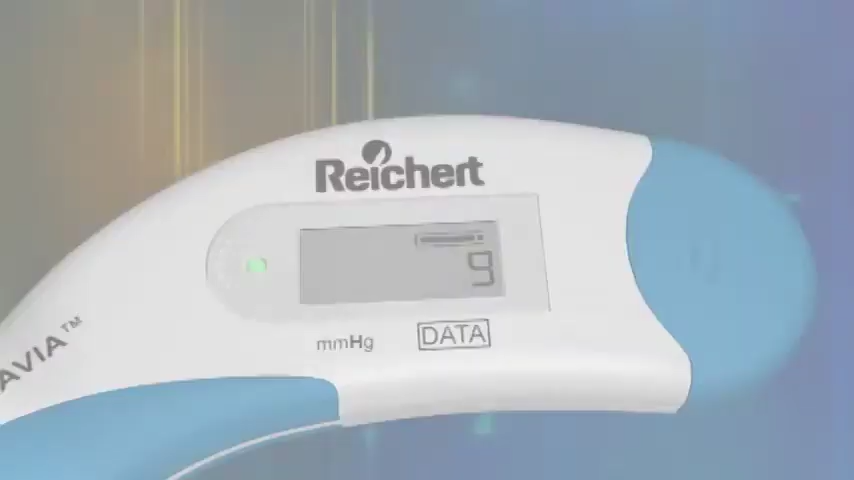 Reichert
9
mmHg
DATA
AVIA™